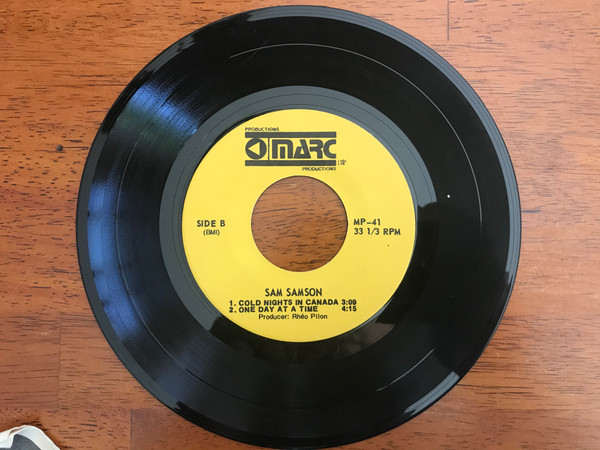 PRODUCTIONS
MARC
PRODUCTIONS
SIDE B
(BMI)
MP-41
33 1/3 RPM
SAM SAMSON
1. COLD NIGHTS IN CANADA 3:09
2. ONE DAY AT A TIME 4:15
Producer: Rhéo Pilon